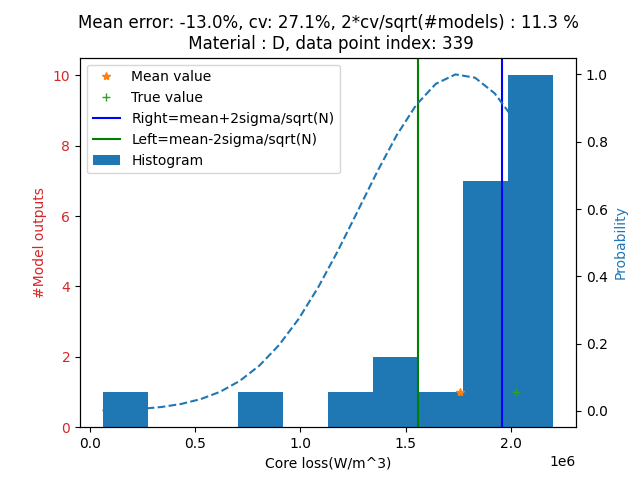 Mean error: -13.0%, cv: 27.1%, 2*cv/sqrt(#models) : 11.3 %
Material : D, data point index: 339
Mean value
True value
Right=mean+2sigma/sqrt(N)
Left=mean-2sigma/sqrt(N)
Histogram
#Model outputs
10
8
6
4
2
0
1.0
0.8
0.6
0.4
0.2
0.0
Probability
0.0 0.5 1.0 1.5 2.0
1e6
Core loss(W/m^3)